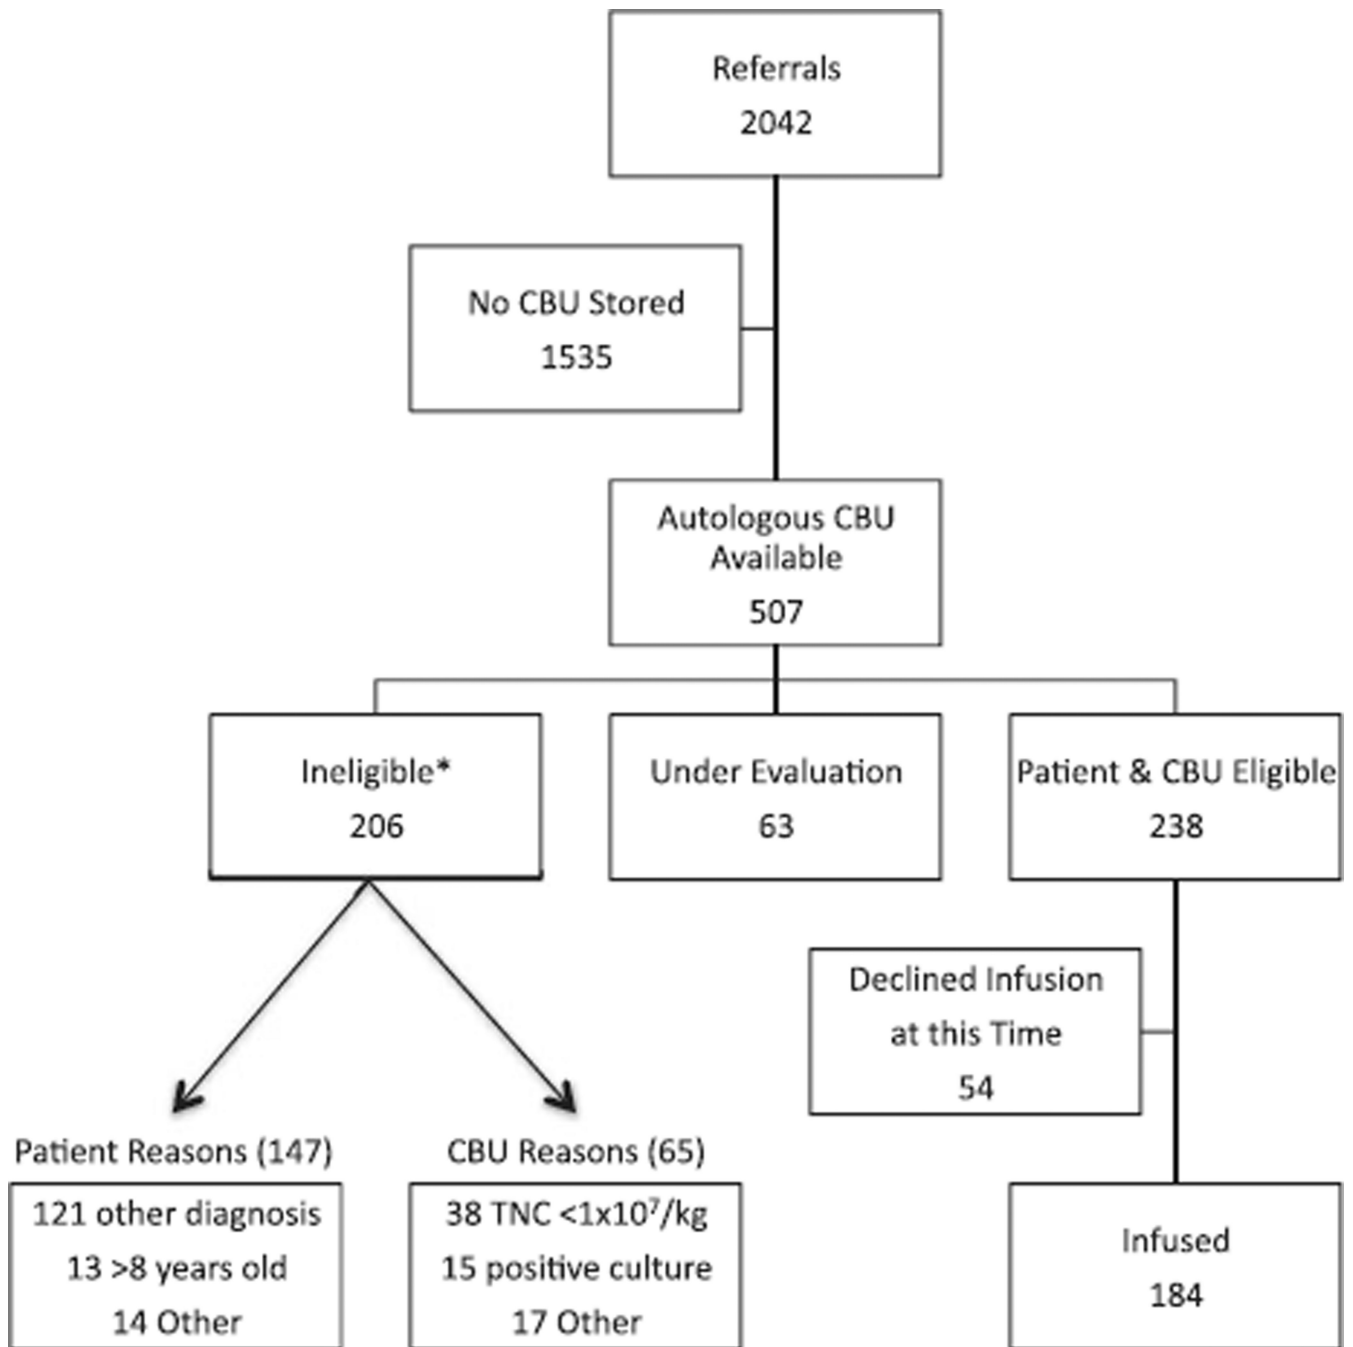 Referrals
2042
No CBU Stored
1535
Autologous CBU
Available
507
Ineligible*
206
Under Evaluation
63
Patient & CBU Eligible
238
Declined Infusion
at this Time
54
Patient Reasons (147)
121 other diagnosis
13 >8 years old
14 Other
CBU Reasons (65)
38 TNC <1x10⁷/kg
15 positive culture
17 Other
Infused
184